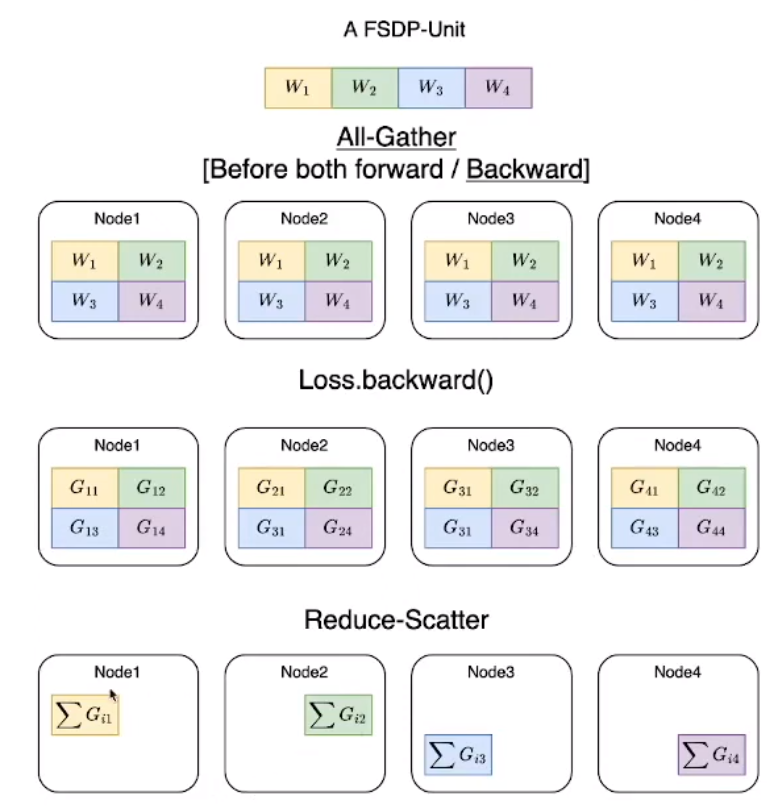 A FSDP-Unit
W₁ W₂ W₃ W₄
All-Gather
[Before both forward / Backward]
Node1 Node2 Node3 Node4
W₁ W₂ W₁ W₂ W₁ W₂ W₁ W₂
W₃ W₄ W₃ W₄ W₃ W₄ W₃ W₄
Loss.backward()
Node1 Node2 Node3 Node4
G₁₁ G₁₂ G₂₁ G₂₂ G₃₁ G₃₂ G₄₁ G₄₂
G₁₃ G₁₄ G₃₁ G₂₄ G₃₁ G₃₄ G₄₃ G₄₄
Reduce-Scatter
Node1 Node2 Node3 Node4
∑ Gᵢ₁ ∑ Gᵢ₂
∑ Gᵢ₃ ∑ Gᵢ₄